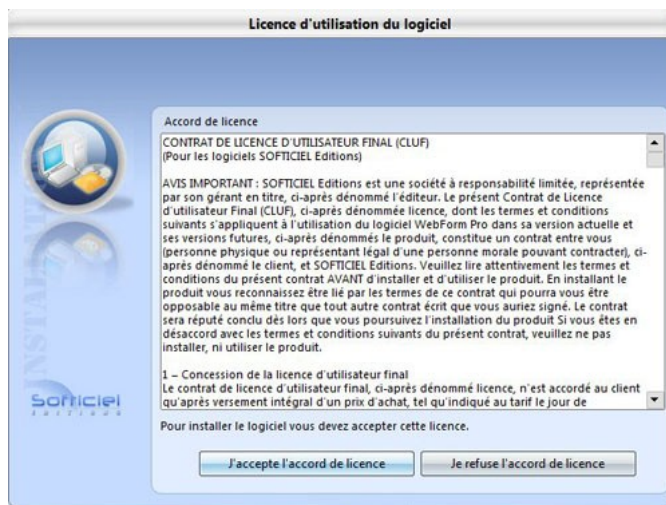 Licence d'utilisation du logiciel
Accord de licence
CONTRAT DE LICENCE D'UTILISATEUR FINAL (CLUF)
(Pour les logiciels SOFTICIEL Editions)
AVIS IMPORTANT : SOFTICIEL Editions est une société à responsabilité limitée, représentée
par son gérant en titre, ci-après dénommé l'éditeur. Le présent Contrat de Licence
d'utilisateur Final (CLUF), ci-après dénommée licence, dont les termes et conditions
suivants s'appliquent à l'utilisation du logiciel WebForm Pro dans sa version actuelle et
ses versions futures, ci-après dénommés le produit, constitue un contrat entre vous
(personne physique ou représentant légal d'une personne morale pouvant contracter), ci-
après dénommé le client, et SOFTICIEL Editions. Veuillez lire attentivement les termes et
conditions du présent contrat AVANT d'installer et d'utiliser le produit. En installant le
produit vous reconnaissez être lié par les termes de ce contrat qui pourra vous être
opposable au même titre que tout autre contrat écrit que vous auriez signé. Le contrat
sera réputé conclu dès lors que vous poursuivez l'installation du produit Si vous êtes en
désaccord avec les termes et conditions suivants du présent contrat, veuillez ne pas
installer, ni utiliser le produit.
1 – Concession de la licence d'utilisateur final
Le contrat de licence d'utilisateur final, ci-après dénommé licence, n'est accordé au client
qu'après versement intégral d'un prix d'achat, tel qu'indiqué au tarif le jour de
INSTALLATION
Softiciel
EDITIONS
Pour installer le logiciel vous devez accepter cette licence.
J'accepte l'accord de licence
Je refuse l'accord de licence